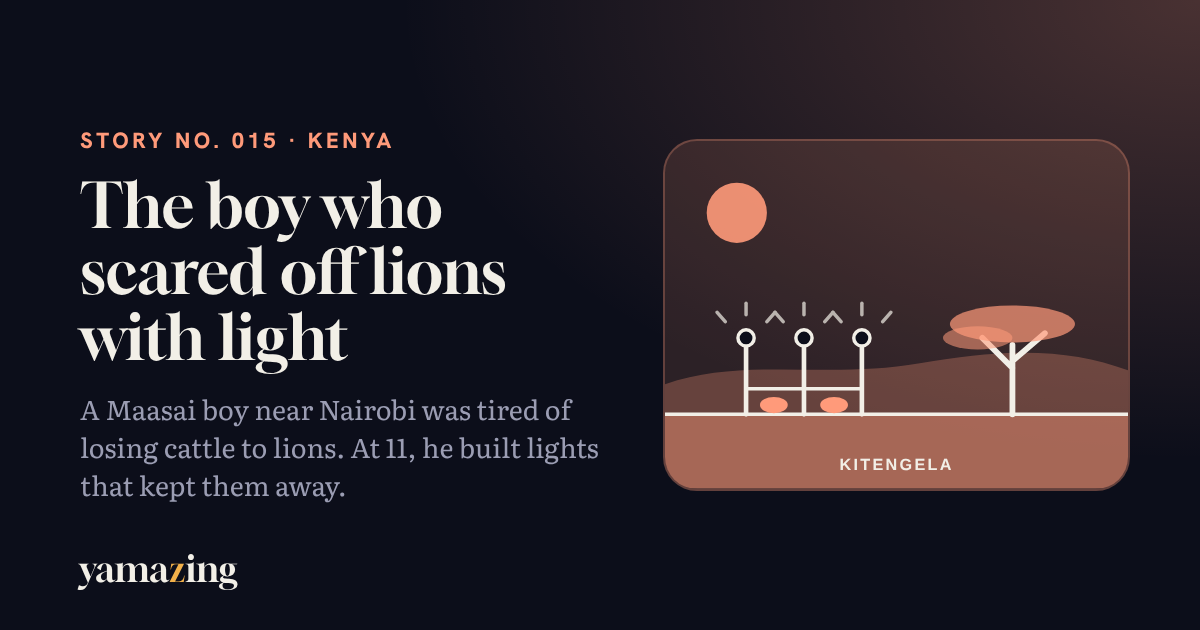 STORY NO. 015 · KENYA
The boy who
scared off lions
with light
A Maasai boy near Nairobi was tired of
losing cattle to lions. At 11, he built lights
that kept them away.
KITENGELA
yamazing